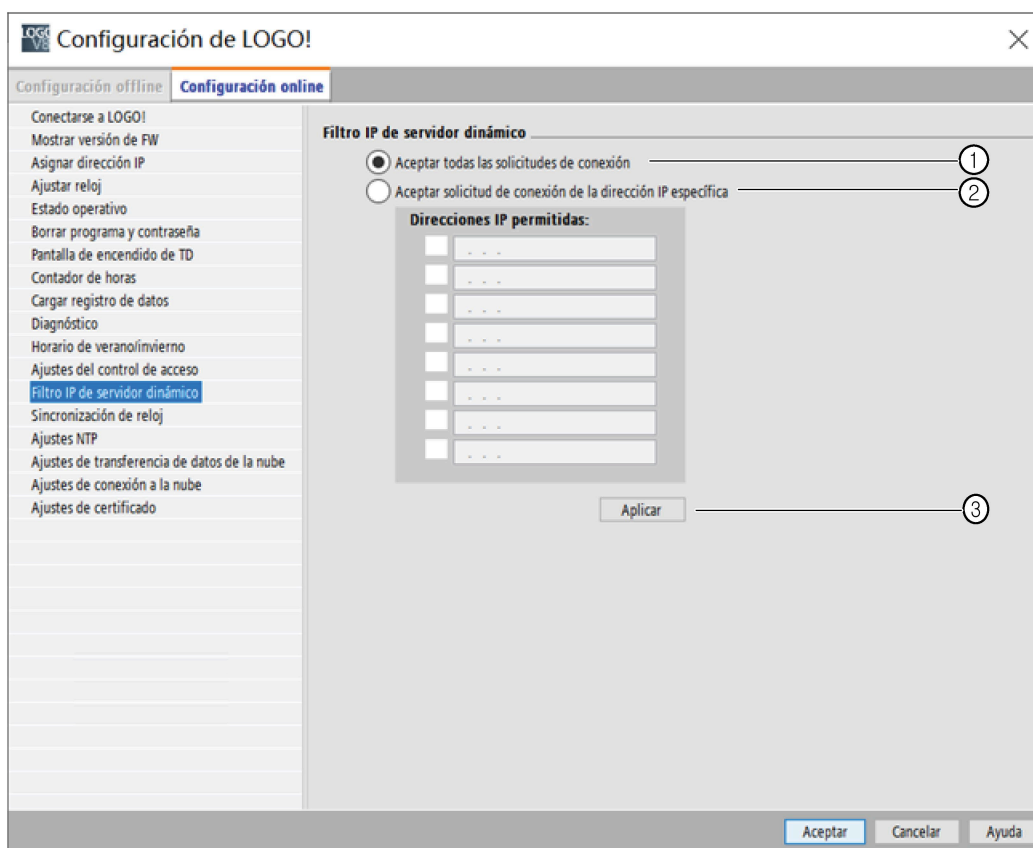 LOGO!
V8
Configuración de LOGO!
Configuración offline
Configuración online
Conectarse a LOGO!
Mostrar versión de FW
Asignar dirección IP
Ajustar reloj
Estado operativo
Borrar programa y contraseña
Pantalla de encendido de TD
Contador de horas
Cargar registro de datos
Diagnóstico
Horario de verano/invierno
Ajustes del control de acceso
Filtro IP de servidor dinámico
Sincronización de reloj
Ajustes NTP
Ajustes de transferencia de datos de la nube
Ajustes de conexión a la nube
Ajustes de certificado
Filtro IP de servidor dinámico
Aceptar todas las solicitudes de conexión
1
Aceptar solicitud de conexión de la dirección IP específica
2
Direcciones IP permitidas:
. . .
. . .
. . .
. . .
. . .
. . .
. . .
. . .
Aplicar
3
Aceptar
Cancelar
Ayuda